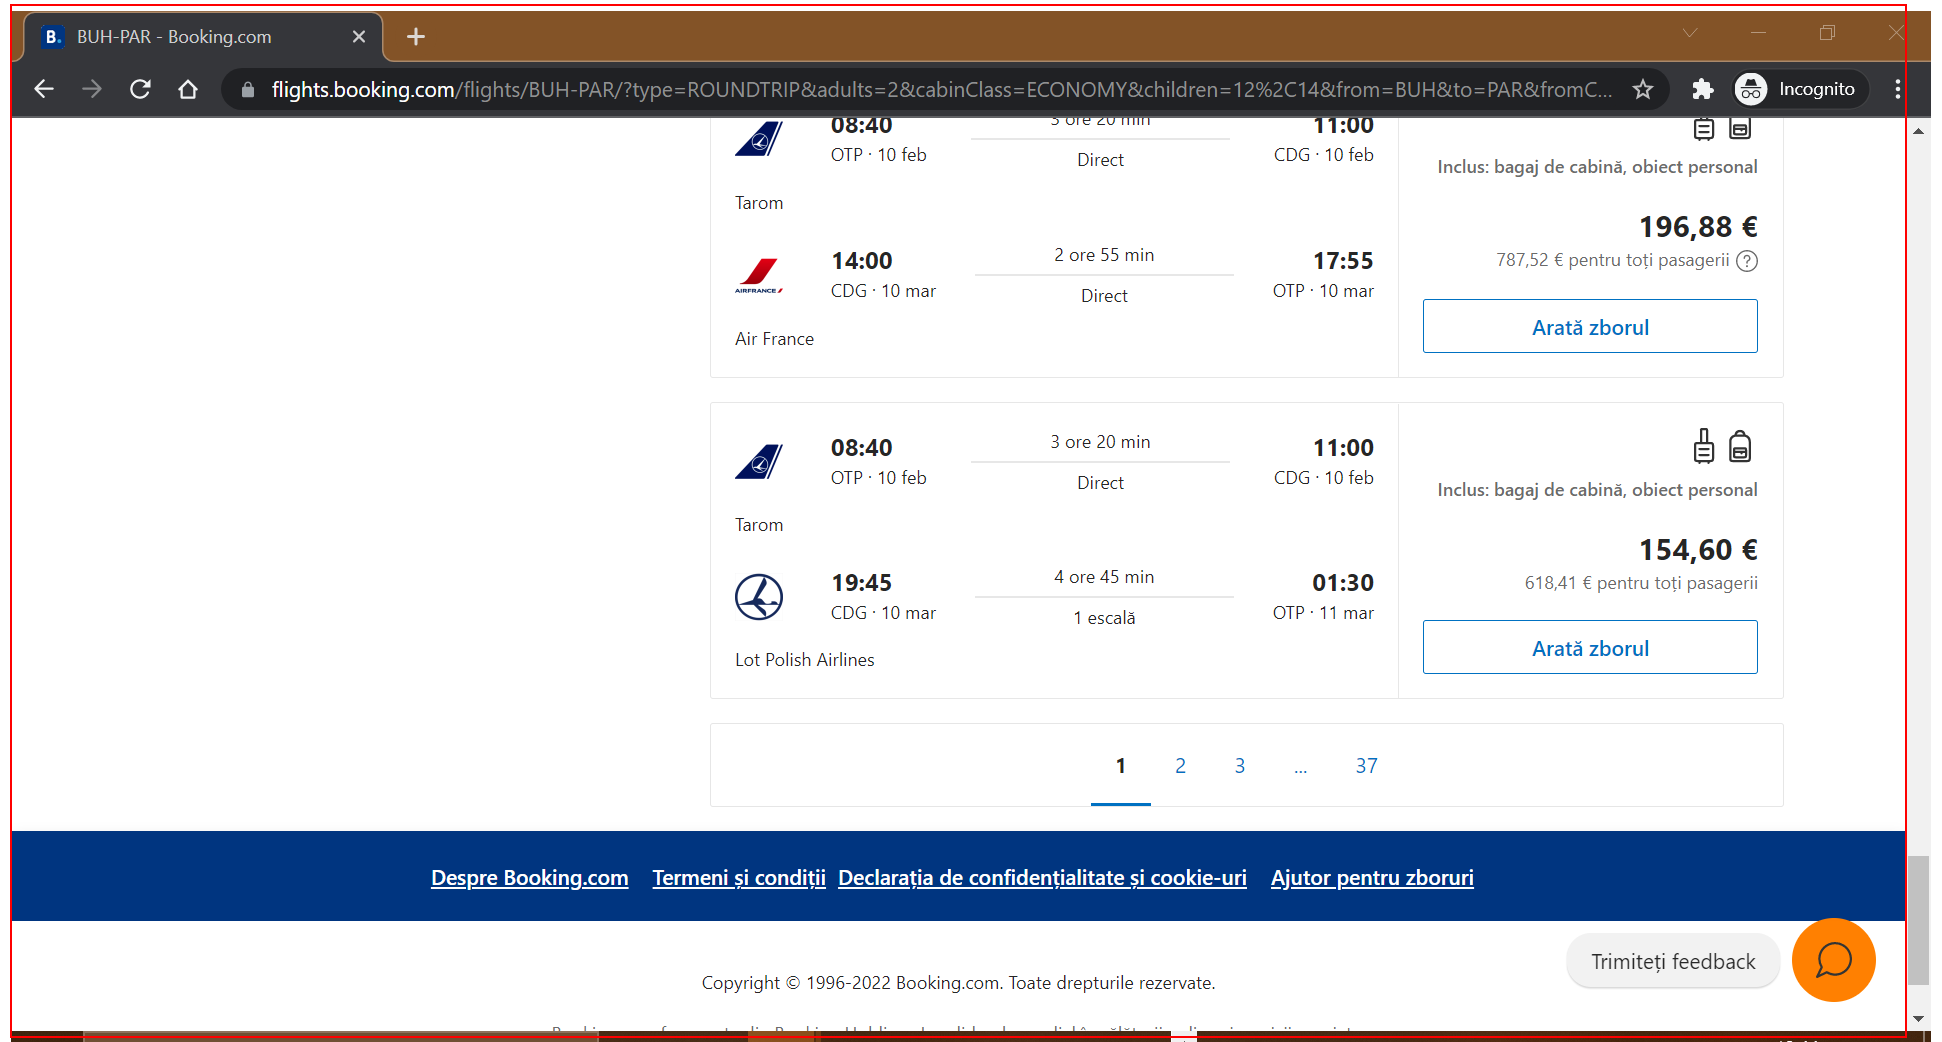 B. BUH-PAR - Booking.com
flights.booking.com/flights/BUH-PAR/?type=ROUNDTRIP&adults=2&cabinClass=ECONOMY&children=12%2C14&from=BUH&to=PAR&fromC...
Incognito
08:40 3 ore 20 min 11:00
OTP · 10 feb Direct CDG · 10 feb
Inclus: bagaj de cabină, obiect personal
Tarom
196,88 €
14:00 2 ore 55 min 17:55
787,52 € pentru toți pasagerii ?
AIRFRANCE
CDG · 10 mar Direct OTP · 10 mar
Arată zborul
Air France
08:40 3 ore 20 min 11:00
OTP · 10 feb Direct CDG · 10 feb
Inclus: bagaj de cabină, obiect personal
Tarom
154,60 €
19:45 4 ore 45 min 01:30
618,41 € pentru toți pasagerii
CDG · 10 mar 1 escală OTP · 11 mar
Arată zborul
Lot Polish Airlines
1 2 3 ... 37
Despre Booking.com Termeni și condiții Declarația de confidențialitate și cookie-uri Ajutor pentru zboruri
Trimiteți feedback
Copyright © 1996-2022 Booking.com. Toate drepturile rezervate.